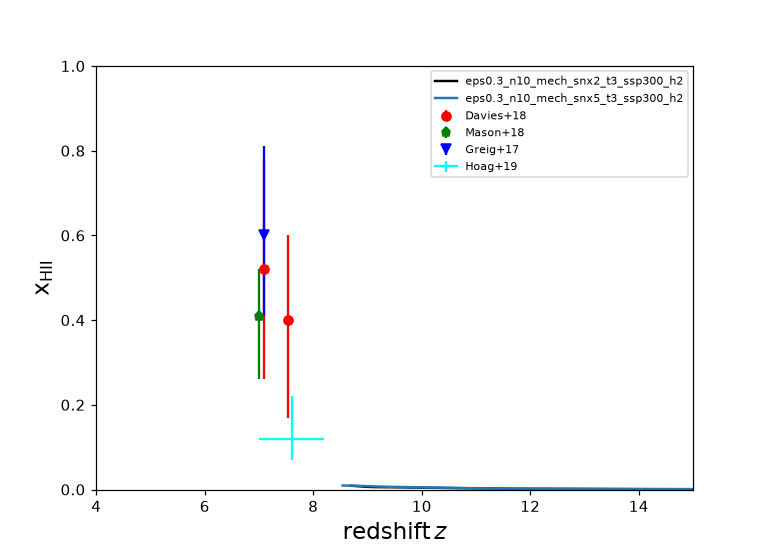 1.0
0.8
0.6
0.4
0.2
0.0
4
6
8
10
12
14
redshift z
xHII
eps0.3_n10_mech_snx2_t3_ssp300_h2
eps0.3_n10_mech_snx5_t3_ssp300_h2
Davies+18
Mason+18
Greig+17
Hoag+19